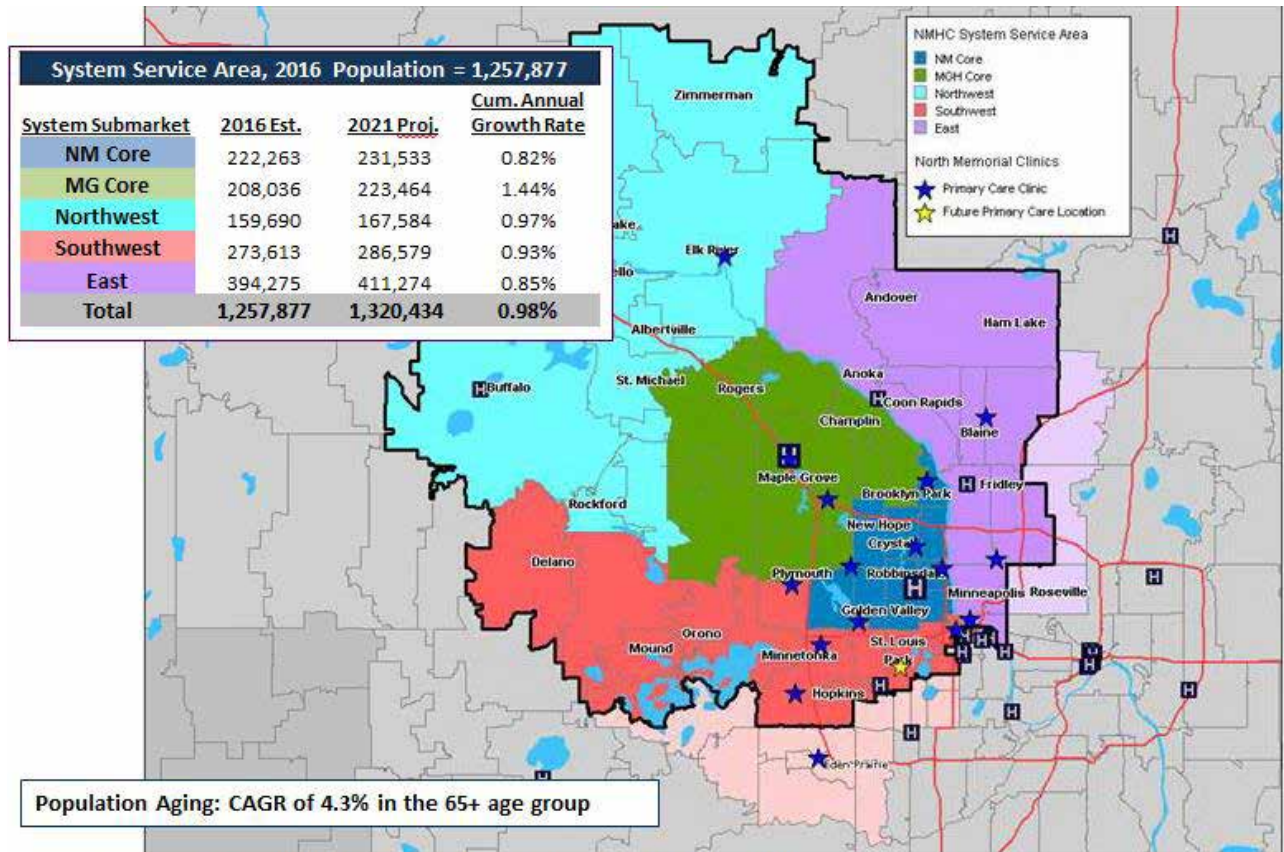 System Service Area, 2016 Population = 1,257,877
System Submarket 2016 Est. 2021 Proj. Cum. Annual Growth Rate
NM Core 222,263 231,533 0.82%
MG Core 208,036 223,464 1.44%
Northwest 159,690 167,584 0.97%
Southwest 273,613 286,579 0.93%
East 394,275 411,274 0.85%
Total 1,257,877 1,320,434 0.98%
NMHC System Service Area
NM Core
MGH Core
Northwest
Southwest
East
North Memorial Clinics
Primary Care Clinic
Future Primary Care Location
Zimmerman
Elk River
Andover
Ham Lake
Albertville
St. Michael
Rogers
Anoka
H
Buffalo
H
Coon Rapids
Champlin
Blaine
H
Maple Grove
Brooklyn Park
H
Fridley
Rockford
New Hope
Crystal
Delano
Plymouth
Robbinsdale
H
Minneapolis
Roseville
H
Golden Valley
Orono
Mound
Minnetonka
St. Louis
Park
Hopkins
H
H
H
H
H
H
H
H
H
Eden Prairie
H
Population Aging: CAGR of 4.3% in the 65+ age group